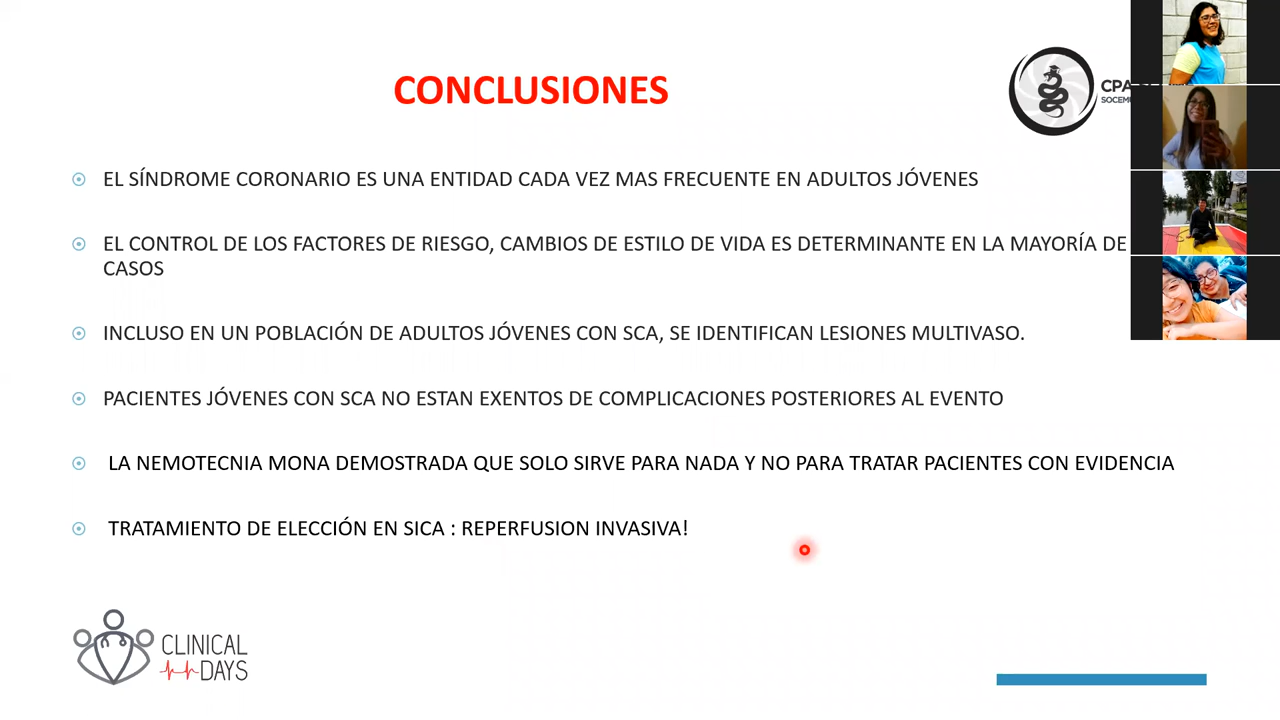 CONCLUSIONES
CPA
SOCEM
EL SÍNDROME CORONARIO ES UNA ENTIDAD CADA VEZ MAS FRECUENTE EN ADULTOS JÓVENES
EL CONTROL DE LOS FACTORES DE RIESGO, CAMBIOS DE ESTILO DE VIDA ES DETERMINANTE EN LA MAYORÍA DE
CASOS
INCLUSO EN UN POBLACIÓN DE ADULTOS JÓVENES CON SCA, SE IDENTIFICAN LESIONES MULTIVASO.
PACIENTES JÓVENES CON SCA NO ESTAN EXENTOS DE COMPLICACIONES POSTERIORES AL EVENTO
LA NEMOTECNIA MONA DEMOSTRADA QUE SOLO SIRVE PARA NADA Y NO PARA TRATAR PACIENTES CON EVIDENCIA
TRATAMIENTO DE ELECCIÓN EN SICA : REPERFUSION INVASIVA!
CLINICAL
DAYS